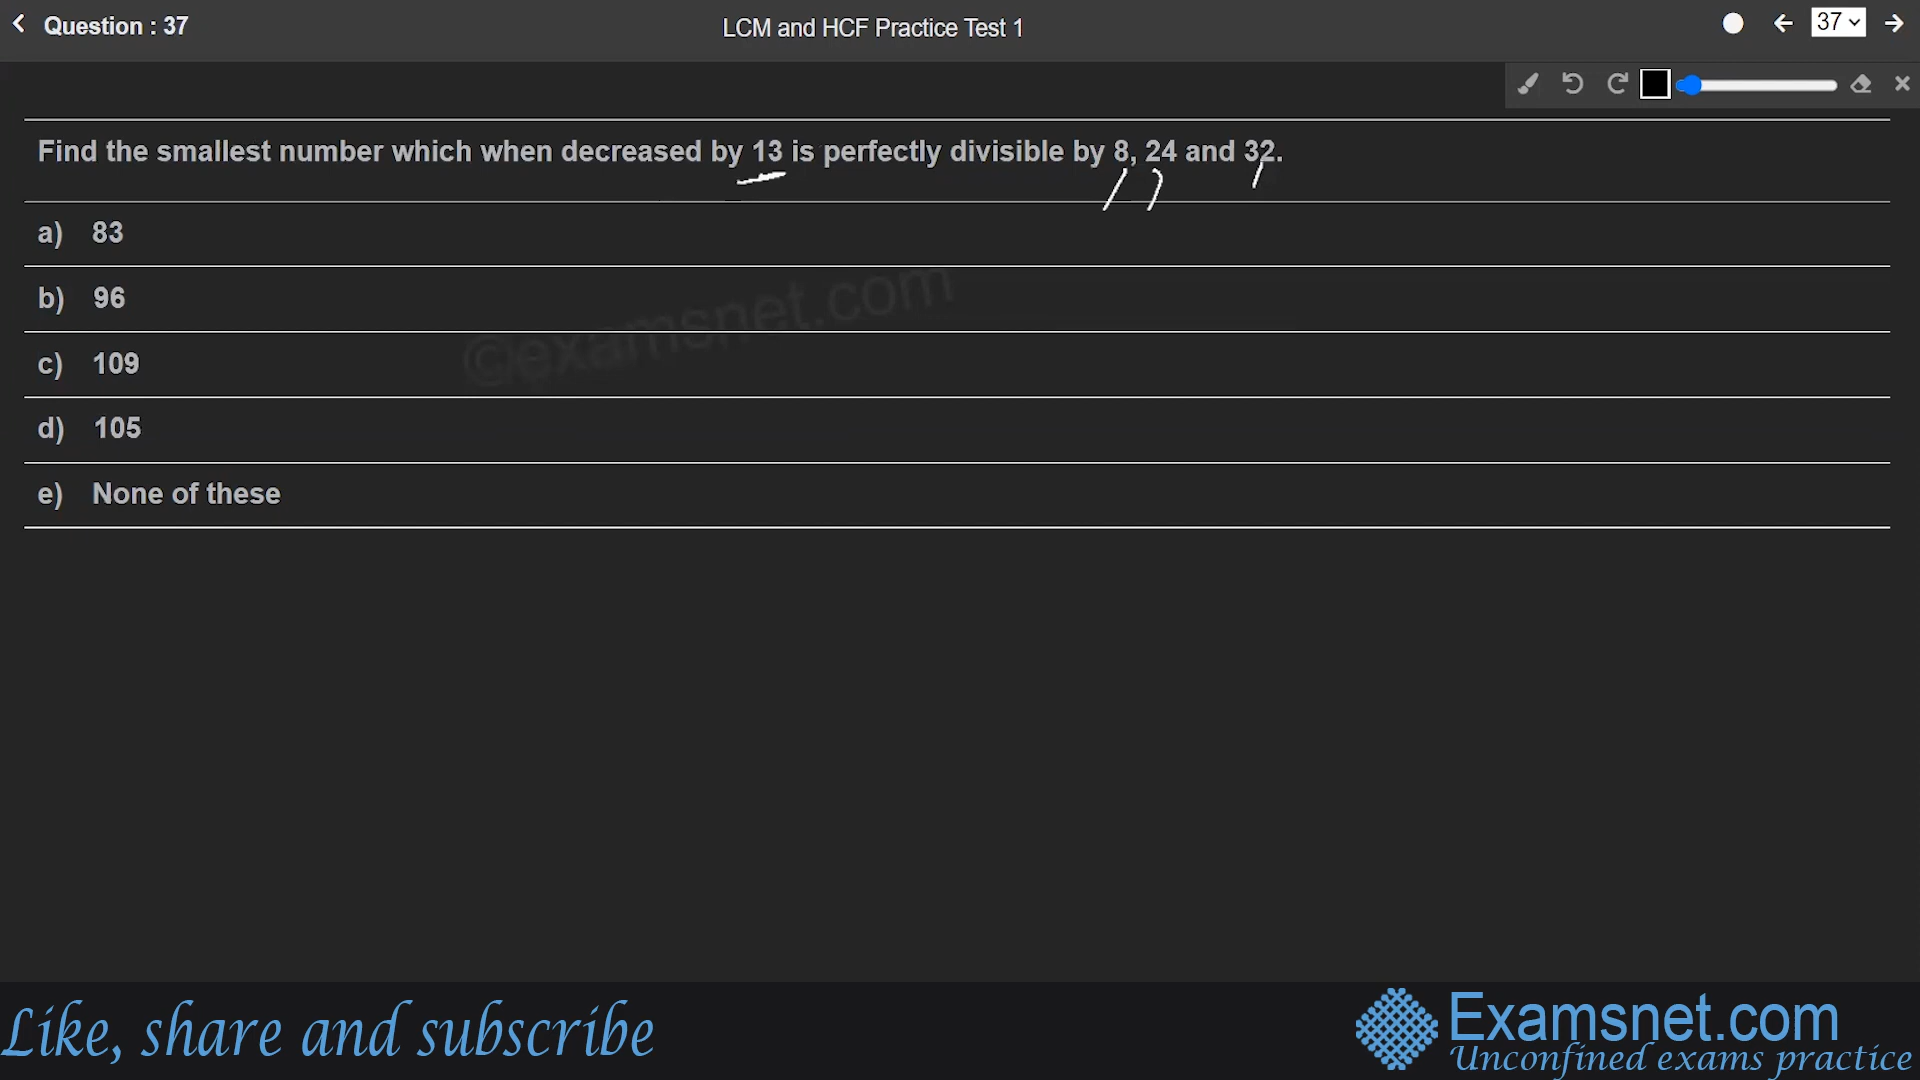 Question : 37
LCM and HCF Practice Test 1
37
Find the smallest number which when decreased by 13 is perfectly divisible by 8, 24 and 32.
a) 83
b) 96
©examsnet.com
c) 109
d) 105
e) None of these
Like, share and subscribe
Examsnet.com
Unconfined exams practice